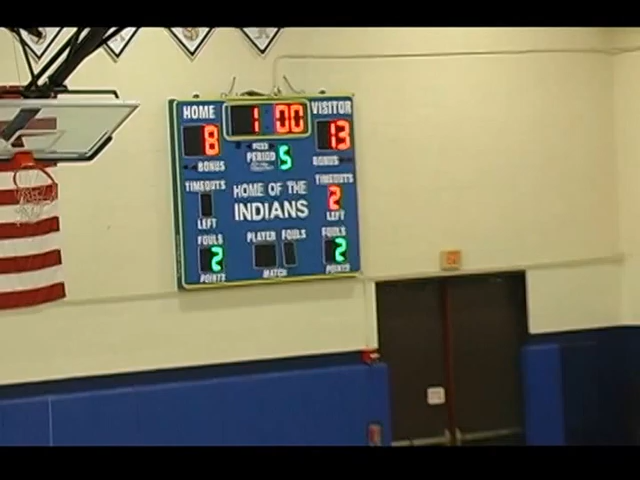 HOME 1:00 VISITOR
8 13
POSS
BONUS PERIOD 5 BONUS
TIMEOUTS HOME OF THE TIMEOUTS
INDIANS 2
LEFT LEFT
FOULS PLAYER FOULS FOULS
2 2
POINTS MATCH POINTS